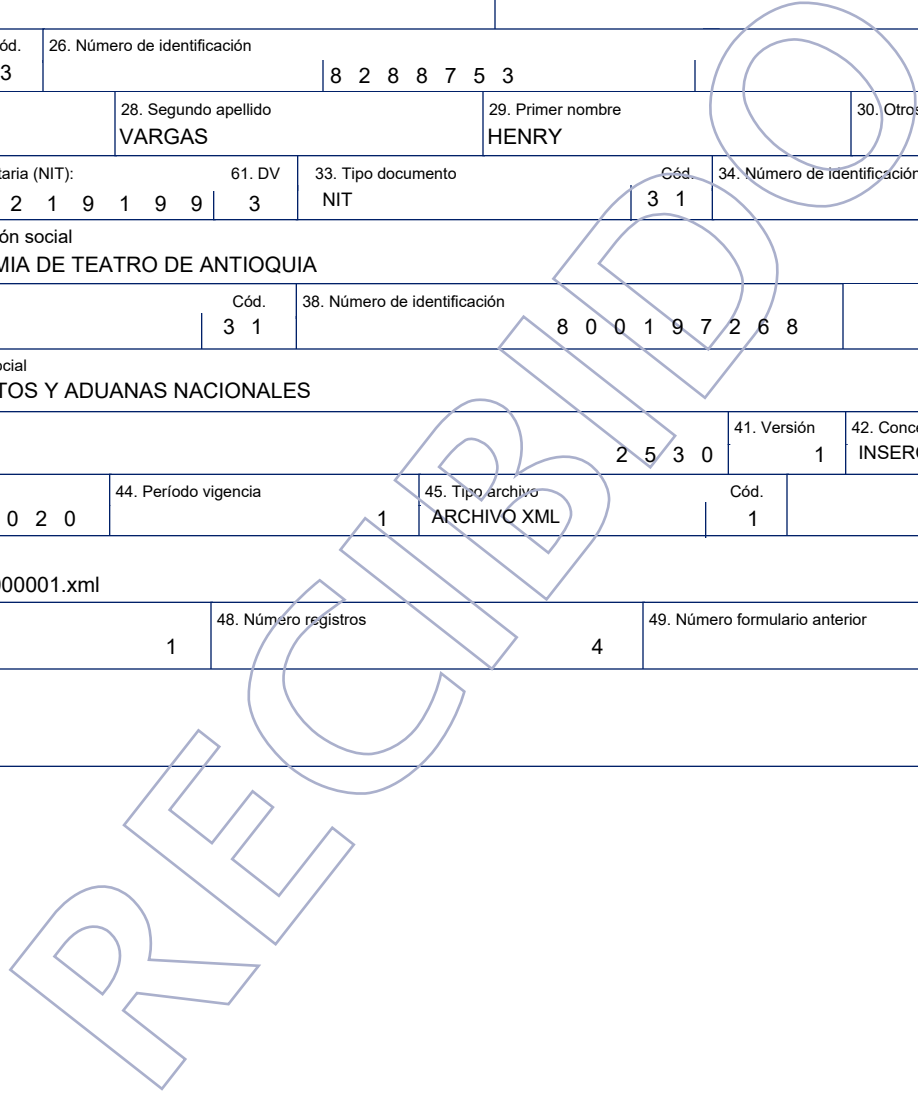 ód. 26. Número de identificación
3 8 2 8 8 7 5 3
28. Segundo apellido 29. Primer nombre 30. Otros
VARGAS HENRY
taria (NIT): 61. DV 33. Tipo documento Cód. 34. Número de identificación
2 1 9 1 9 9 3 NIT 3 1
ón social
MIA DE TEATRO DE ANTIOQUIA
Cód. 38. Número de identificación
3 1 8 0 0 1 9 7 2 6 8
ocial
TOS Y ADUANAS NACIONALES
41. Versión 42. Conce
2 5 3 0 1 INSERC
44. Período vigencia 45. Tipo archivo Cód.
0 2 0 1 ARCHIVO XML 1
000001.xml
48. Número registros 49. Número formulario anterior
1 4
RECIBIDO